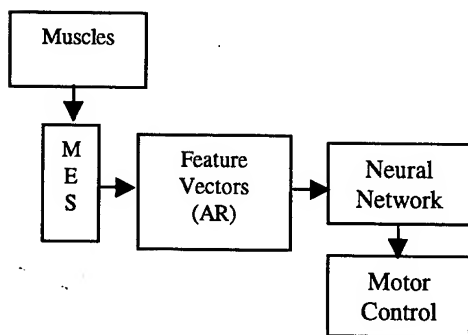 Muscles
M
E
S
Feature
Vectors
(AR)
Neural
Network
Motor
Control